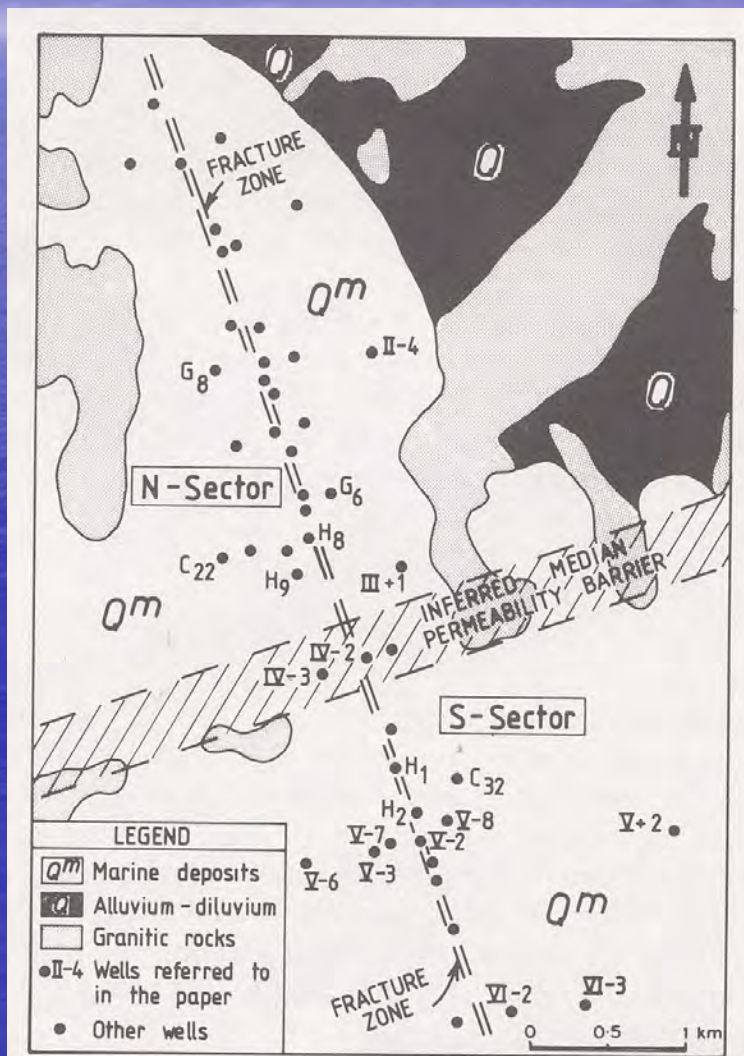 Q
N
FRACTURE
ZONE
Q
Qm
II-4
G8
Q
N-Sector
G6
H8
C22
H9
III+1
INFERRED MEDIAN
PERMEABILITY BARRIER
Qm
IV-2
IV-3
S-Sector
H1
C32
H2
V-8
V-7
V-2
V+2
V-3
V-6
Qm
FRACTURE
ZONE
VI-2
VI-3
0 0·5 1 km
LEGEND
Qm Marine deposits
Q Alluvium-diluvium
Granitic rocks
II-4 Wells referred to
in the paper
Other wells